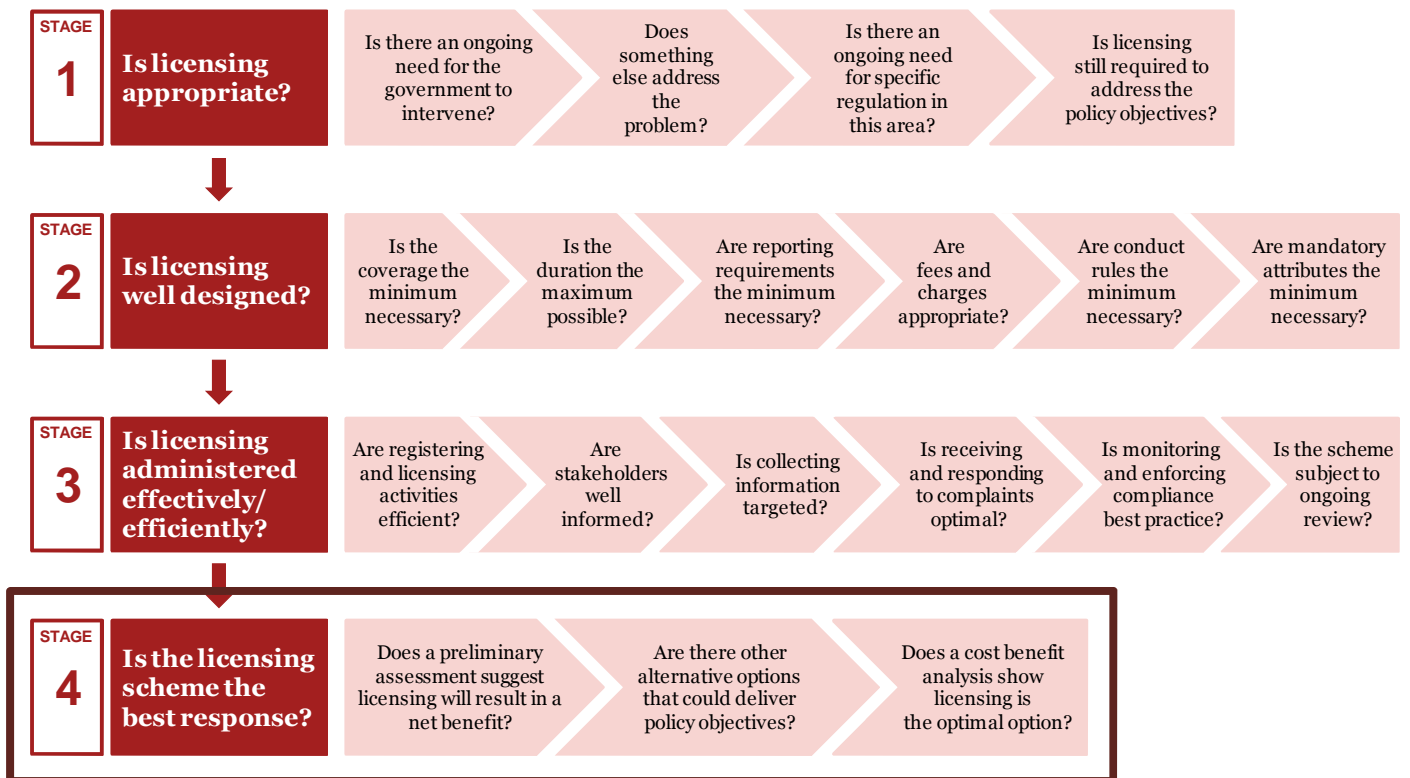 STAGE
1
Is licensing
appropriate?
Is there an ongoing
need for the
government to
intervene?
Does
something
else address
the
problem?
Is there an
ongoing need
for specific
regulation in
this area?
Is licensing
still required to
address the
policy objectives?
STAGE
2
Is licensing
well designed?
Is the
coverage the
minimum
necessary?
Is the
duration the
maximum
possible?
Are reporting
requirements
the minimum
necessary?
Are
fees and
charges
appropriate?
Are conduct
rules the
minimum
necessary?
Are mandatory
attributes the
minimum
necessary?
STAGE
3
Is licensing
administered
effectively/
efficiently?
Are registering
and licensing
activities
efficient?
Are
stakeholders
well
informed?
Is collecting
information
targeted?
Is receiving
and responding
to complaints
optimal?
Is monitoring
and enforcing
compliance
best practice?
Is the scheme
subject to
ongoing
review?
STAGE
4
Is the licensing
scheme the
best response?
Does a preliminary
assessment suggest
licensing will result in a
net benefit?
Are there other
alternative options
that could deliver
policy objectives?
Does a cost benefit
analysis show
licensing is
the optimal option?